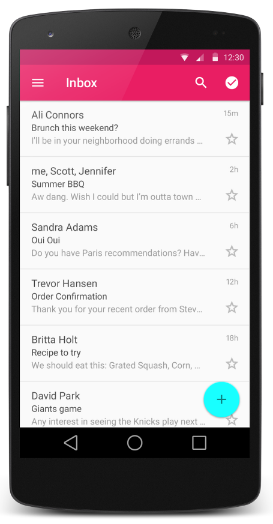 12:30
Inbox
Ali Connors 15m
Brunch this weekend?
I'll be in your neighborhood doing errands ...
me, Scott, Jennifer 2h
Summer BBQ
Aw dang. Wish I could but I'm outta town ...
Sandra Adams 6h
Oui Oui
Do you have Paris recommendations? Hav...
Trevor Hansen 12h
Order Confirmation
Thank you for your recent order from Stev...
Britta Holt 18h
Recipe to try
We should eat this: Grated Squash, Corn, ...
David Park
Giants game
Any interest in seeing the Knicks play next ...